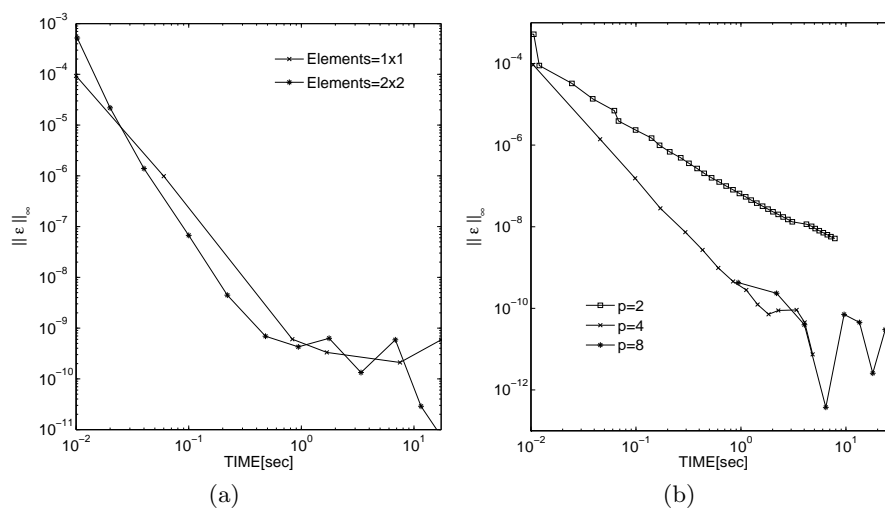 10^-3
10^-4
10^-5
10^-6
10^-7
10^-8
10^-9
10^-10
10^-11
|| ε ||∞
Elements=1x1
Elements=2x2
10^-2
10^-1
10^0
10^1
TIME[sec]
(a)
10^-4
10^-6
10^-8
10^-10
10^-12
|| ε ||∞
p=2
p=4
p=8
10^-2
10^-1
10^0
10^1
TIME[sec]
(b)